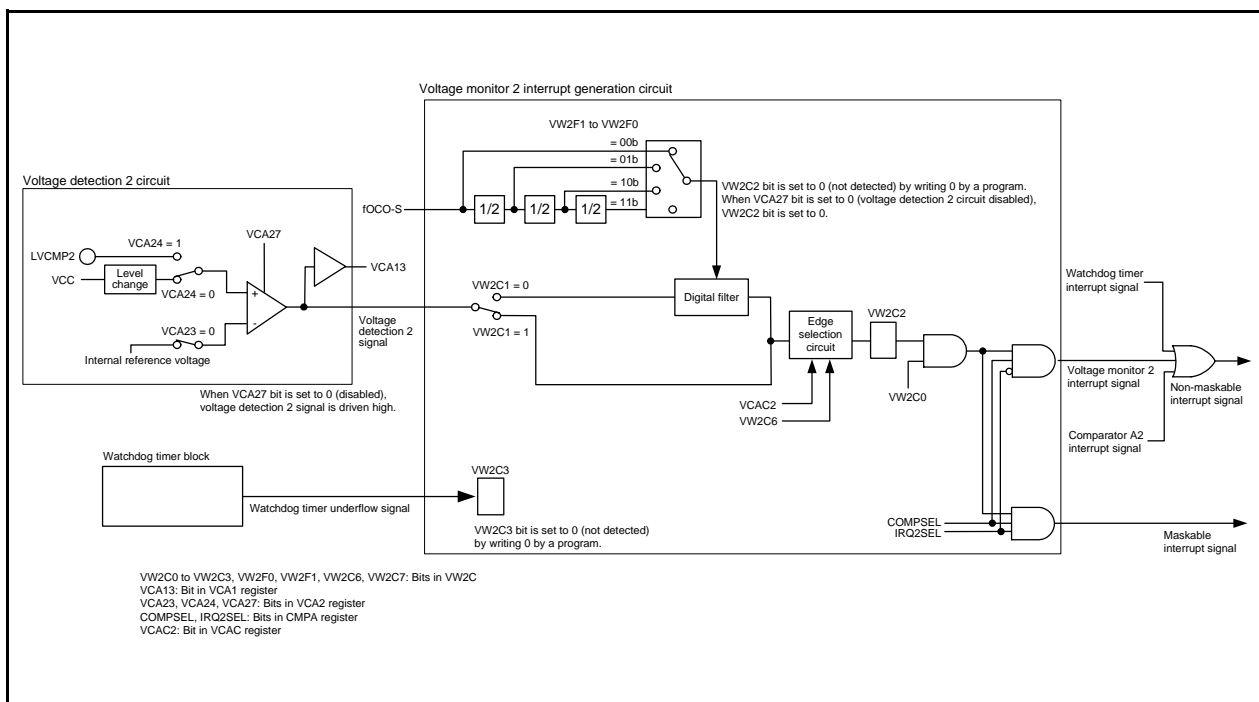 Voltage monitor 2 interrupt generation circuit
VW2F1 to VW2F0
= 00b
= 01b
= 10b
= 11b
fOCO-S
1/2
1/2
1/2
VW2C2 bit is set to 0 (not detected) by writing 0 by a program.
When VCA27 bit is set to 0 (voltage detection 2 circuit disabled),
VW2C2 bit is set to 0.
Voltage detection 2 circuit
VCA27
LVCMP2
VCA24 = 1
VCC
Level
change
VCA24 = 0
+
-
VCA13
VCA23 = 0
Internal reference voltage
Voltage
detection 2
signal
When VCA27 bit is set to 0 (disabled),
voltage detection 2 signal is driven high.
VW2C1 = 0
VW2C1 = 1
Digital filter
Edge
selection
circuit
VW2C2
VCAC2
VW2C6
VW2C0
Watchdog timer
interrupt signal
Voltage monitor 2
interrupt signal
Non-maskable
interrupt signal
Comparator A2
interrupt signal
Watchdog timer block
Watchdog timer underflow signal
VW2C3
VW2C3 bit is set to 0 (not detected)
by writing 0 by a program.
COMPSEL
IRQ2SEL
Maskable
interrupt signal
VW2C0 to VW2C3, VW2F0, VW2F1, VW2C6, VW2C7: Bits in VW2C
VCA13: Bit in VCA1 register
VCA23, VCA24, VCA27: Bits in VCA2 register
COMPSEL, IRQ2SEL: Bits in CMPA register
VCAC2: Bit in VCAC register